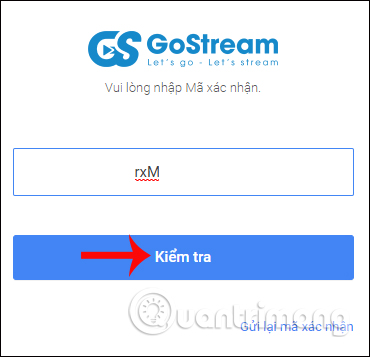 GS GoStream
Let's go - Let's stream
Vui lòng nhập Mã xác nhận.
rxM
Kiểm tra
Quantrimang
Gửi lại mã xác nhận